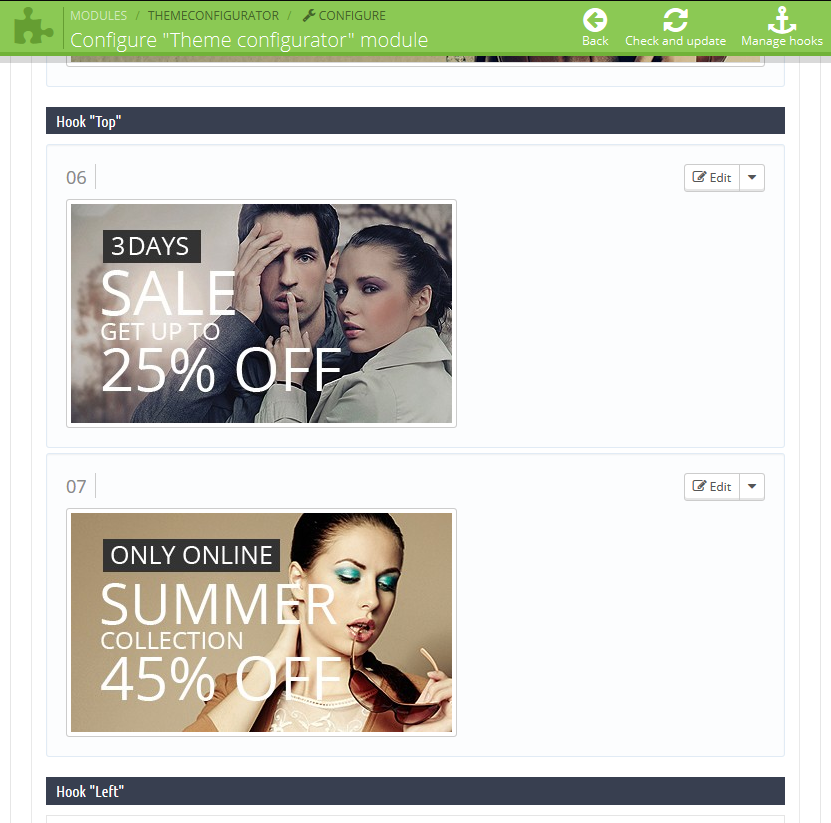 MODULES / THEMECONFIGURATOR / CONFIGURE
Configure "Theme configurator" module
Back
Check and update
Manage hooks
Hook "Top"
06
Edit
3 DAYS
SALE
GET UP TO
25% OFF
07
Edit
ONLY ONLINE
SUMMER
COLLECTION
45% OFF
Hook "Left"